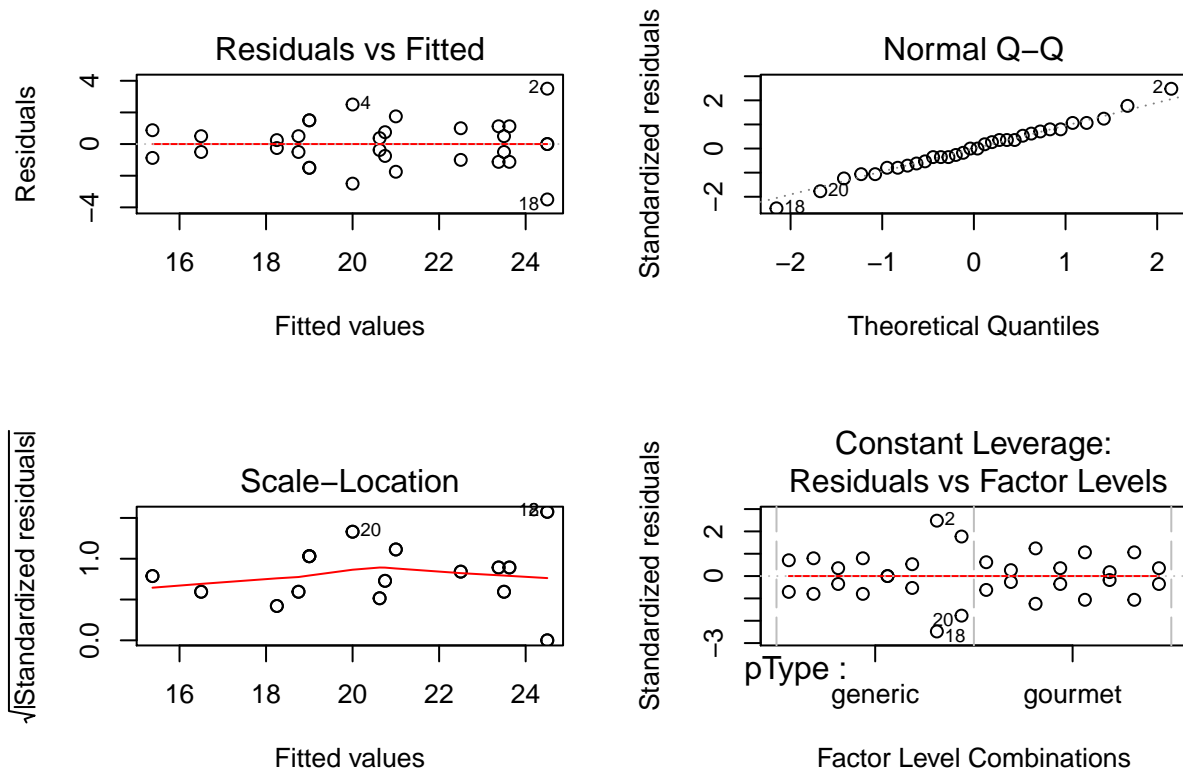 Residuals vs Fitted
Residuals
4
0
−4
2
4
18
16 18 20 22 24
Fitted values
Normal Q−Q
Standardized residuals
2
0
−2
2
20
18
−2 −1 0 1 2
Theoretical Quantiles
Scale−Location
√|Standardized residuals|
1.0
0.0
20
16 18 20 22 24
Fitted values
Constant Leverage:
Residuals vs Factor Levels
Standardized residuals
2
0
−3
2
20
18
pType :
generic gourmet
Factor Level Combinations